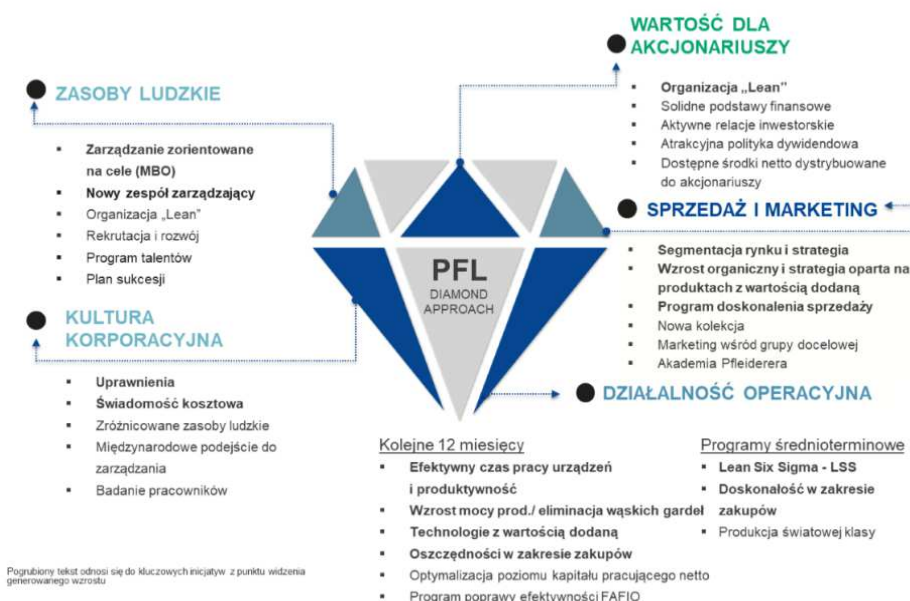 WARTOŚĆ DLA
AKCJONARIUSZY
Organizacja „Lean”
Solidne podstawy finansowe
Aktywne relacje inwestorskie
Atrakcyjna polityka dywidendowa
Dostępne środki netto dystrybuowane
do akcjonariuszy
ZASOBY LUDZKIE
Zarządzanie zorientowane
na cele (MBO)
Nowy zespół zarządzający
Organizacja „Lean”
Rekrutacja i rozwój
Program talentów
Plan sukcesji
SPRZEDAŻ I MARKETING
Segmentacja rynku i strategia
Wzrost organiczny i strategia oparta na
produktach z wartością dodaną
Program doskonalenia sprzedaży
Nowa kolekcja
Marketing wśród grupy docelowej
Akademia Pfleiderera
PFL
DIAMOND
APPROACH
KULTURA
KORPORACYJNA
Uprawnienia
Świadomość kosztowa
Zróżnicowane zasoby ludzkie
Międzynarodowe podejście do
zarządzania
Badanie pracowników
DZIAŁALNOŚĆ OPERACYJNA
Kolejne 12 miesięcy
Efektywny czas pracy urządzeń
i produktywność
Wzrost mocy prod./ eliminacja wąskich gardeł
Technologie z wartością dodaną
Oszczędności w zakresie zakupów
Optymalizacja poziomu kapitału pracującego netto
Program poprawy efektywności FAFIO
Programy średnioterminowe
Lean Six Sigma - LSS
Doskonałość w zakresie
zakupów
Produkcja światowej klasy
Pogrubiony tekst odnosi się do kluczowych inicjatyw z punktu widzenia
generowanego wzrostu